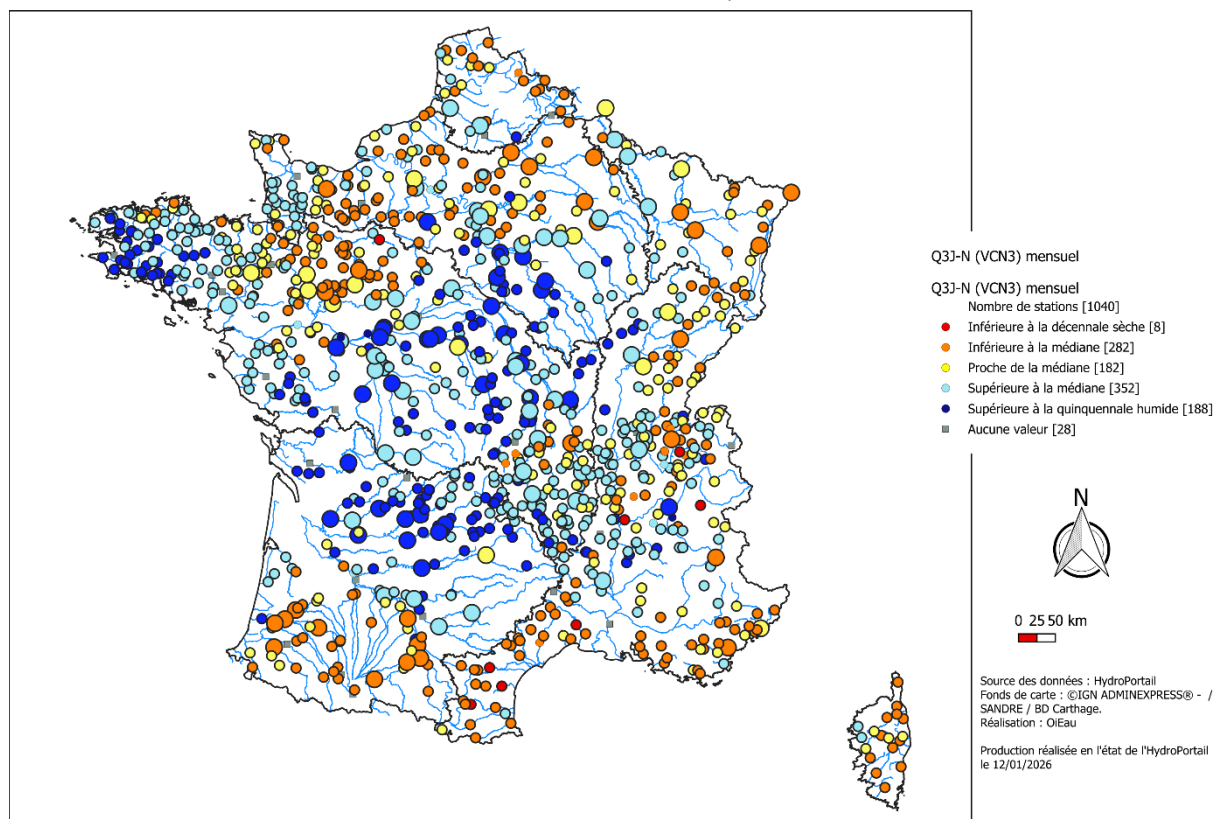 Q3J-N (VCN3) mensuel
Q3J-N (VCN3) mensuel
Nombre de stations [1040]
Inférieure à la décennale sèche [8]
Inférieure à la médiane [282]
Proche de la médiane [182]
Supérieure à la médiane [352]
Supérieure à la quinquennale humide [188]
Aucune valeur [28]
N
0 25 50 km
Source des données : HydroPortail
Fonds de carte : ©IGN ADMINEXPRESS® - /
SANDRE / BD Carthage.
Réalisation : OiEau
Production réalisée en l'état de l'HydroPortail
le 12/01/2026